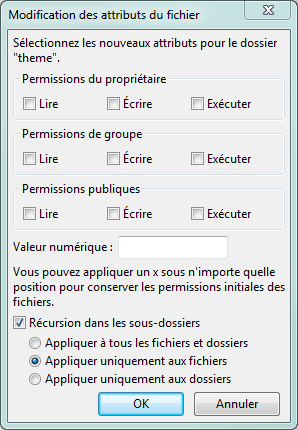 Modification des attributs du fichier
Sélectionnez les nouveaux attributs pour le dossier
"theme".
Permissions du propriétaire
Lire Écrire Exécuter
Permissions de groupe
Lire Écrire Exécuter
Permissions publiques
Lire Écrire Exécuter
Valeur numérique :
Vous pouvez appliquer un x sous n'importe quelle
position pour conserver les permissions initiales des
fichiers.
Récursion dans les sous-dossiers
Appliquer à tous les fichiers et dossiers
Appliquer uniquement aux fichiers
Appliquer uniquement aux dossiers
OK Annuler